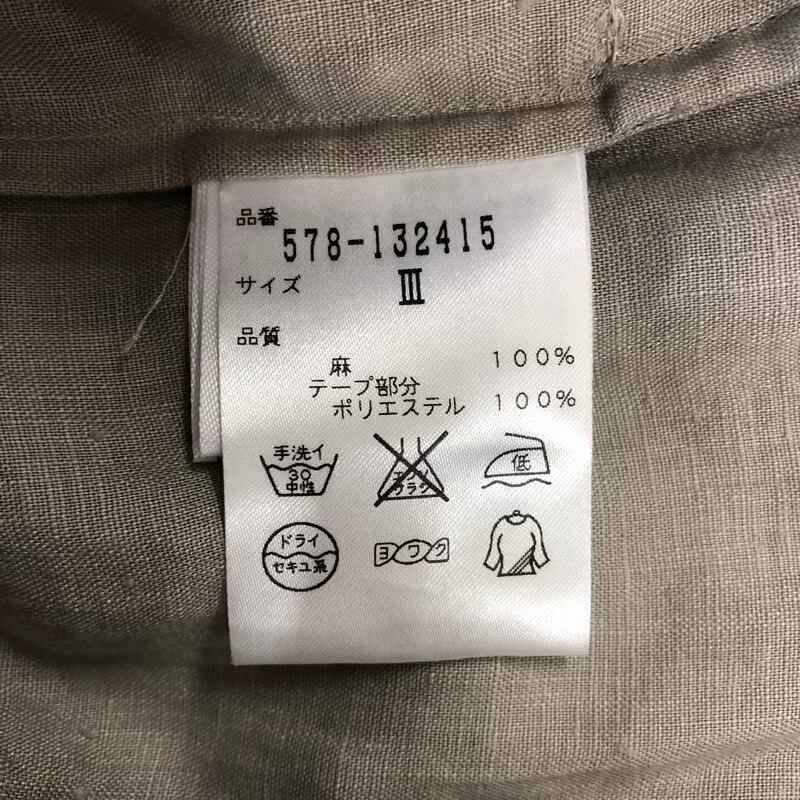 品番
578-132415
サイズ
III
品質
麻 100%
テープ部分
ポリエステル 100%
手洗イ
30
中性
エンソ
サラシ
低
ドライ
セキユ系
ヨワク